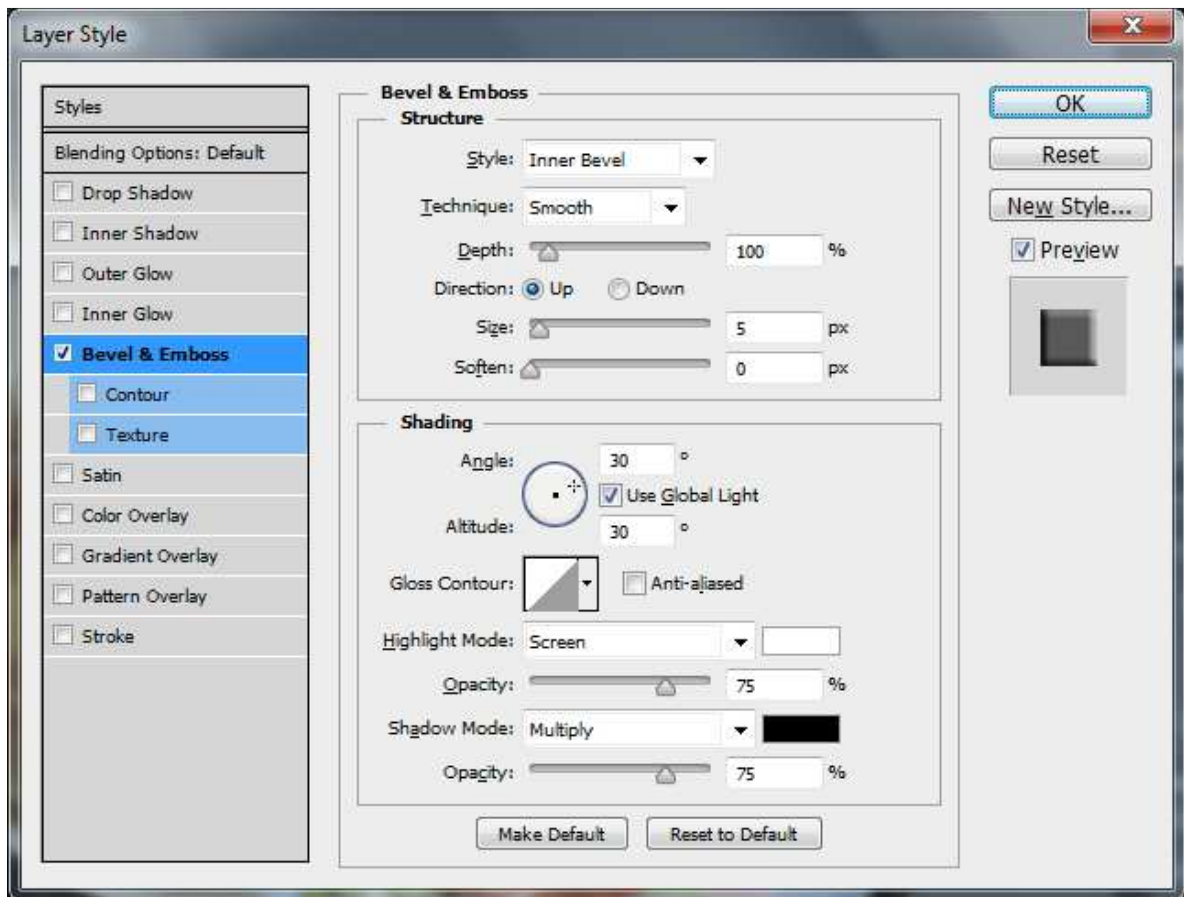 Layer Style
Styles
Blending Options: Default
Drop Shadow
Inner Shadow
Outer Glow
Inner Glow
Bevel & Emboss
Contour
Texture
Satin
Color Overlay
Gradient Overlay
Pattern Overlay
Stroke
Bevel & Emboss
Structure
Style: Inner Bevel
Technique: Smooth
Depth: 100 %
Direction: Up Down
Size: 5 px
Soften: 0 px
Shading
Angle: 30 °
Use Global Light
Altitude: 30 °
Gloss Contour: Anti-aliased
Highlight Mode: Screen
Opacity: 75 %
Shadow Mode: Multiply
Opacity: 75 %
Make Default Reset to Default
OK
Reset
New Style...
Preview